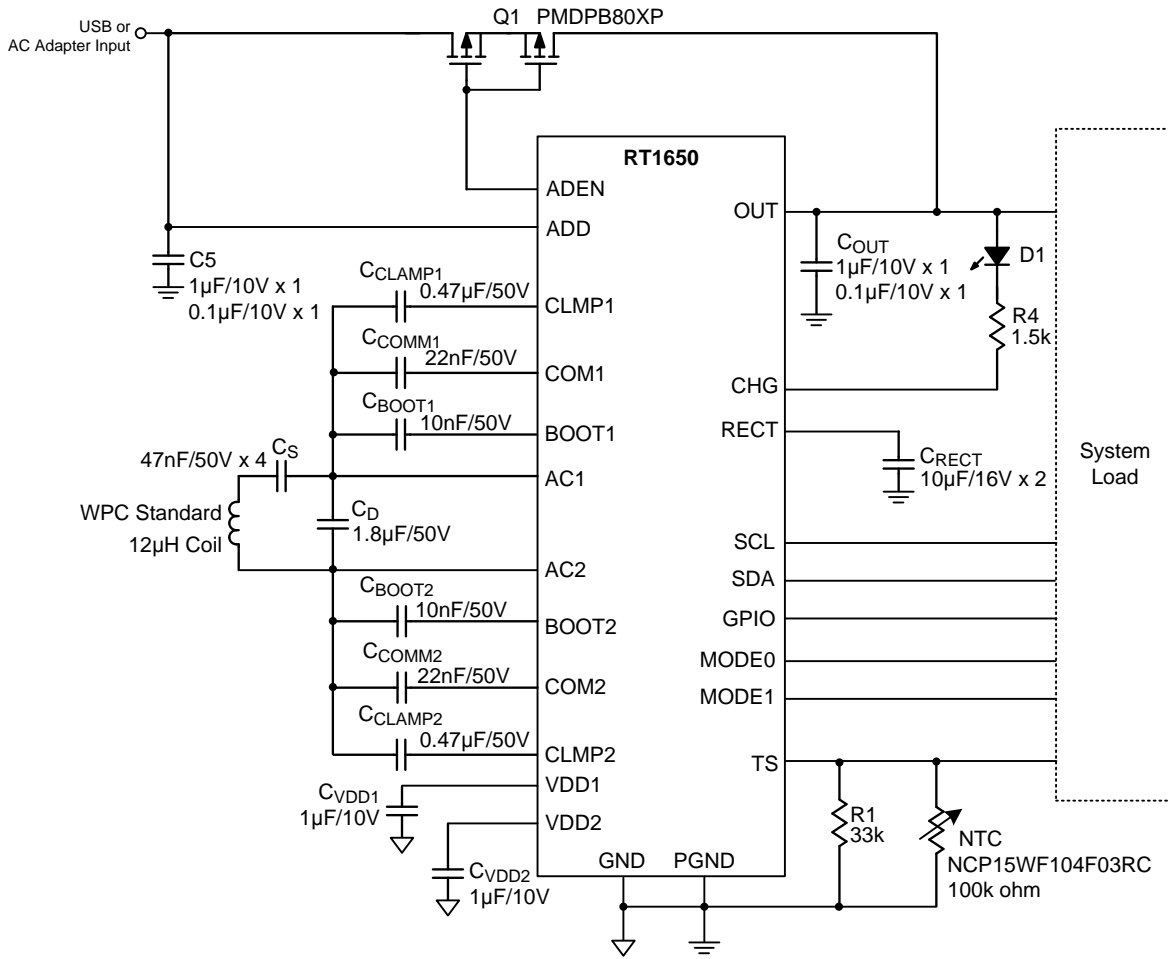 Q1 PMDPB80XP
USB or
AC Adapter Input
RT1650
ADEN
ADD
OUT
C5
1µF/10V x 1
0.1µF/10V x 1
COUT
1µF/10V x 1
0.1µF/10V x 1
D1
R4
1.5k
CCLAMP1
0.47µF/50V
CLMP1
CCOMM1
22nF/50V
COM1
CHG
CBOOT1
10nF/50V
BOOT1
RECT
CRECT
10µF/16V x 2
System
Load
47nF/50V x 4
CS
AC1
WPC Standard
12µH Coil
CD
1.8µF/50V
SCL
AC2
SDA
CBOOT2
10nF/50V
BOOT2
GPIO
CCOMM2
22nF/50V
COM2
MODE0
MODE1
CCLAMP2
0.47µF/50V
CLMP2
TS
VDD1
CVDD1
1µF/10V
VDD2
R1
33k
NTC
NCP15WF104F03RC
100k ohm
CVDD2
1µF/10V
GND
PGND